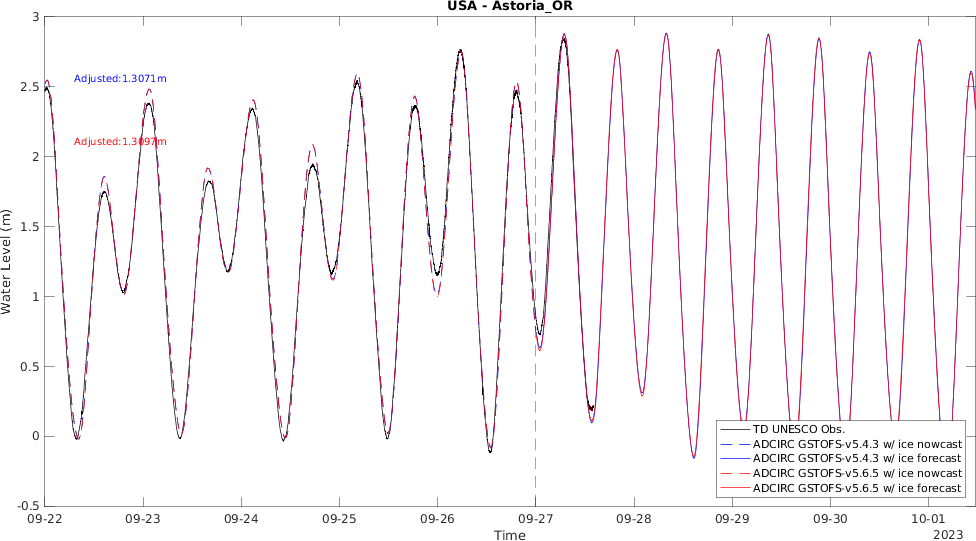 USA - Astoria_OR
3
2.5
2
1.5
1
0.5
0
-0.5
Water Level (m)
Adjusted:1.3071m
Adjusted:1.3097m
TD UNESCO Obs.
ADCIRC GSTOFS-v5.4.3 w/ ice nowcast
ADCIRC GSTOFS-v5.4.3 w/ ice forecast
ADCIRC GSTOFS-v5.6.5 w/ ice nowcast
ADCIRC GSTOFS-v5.6.5 w/ ice forecast
09-22 09-23 09-24 09-25 09-26 09-27 09-28 09-29 09-30 10-01
Time
2023